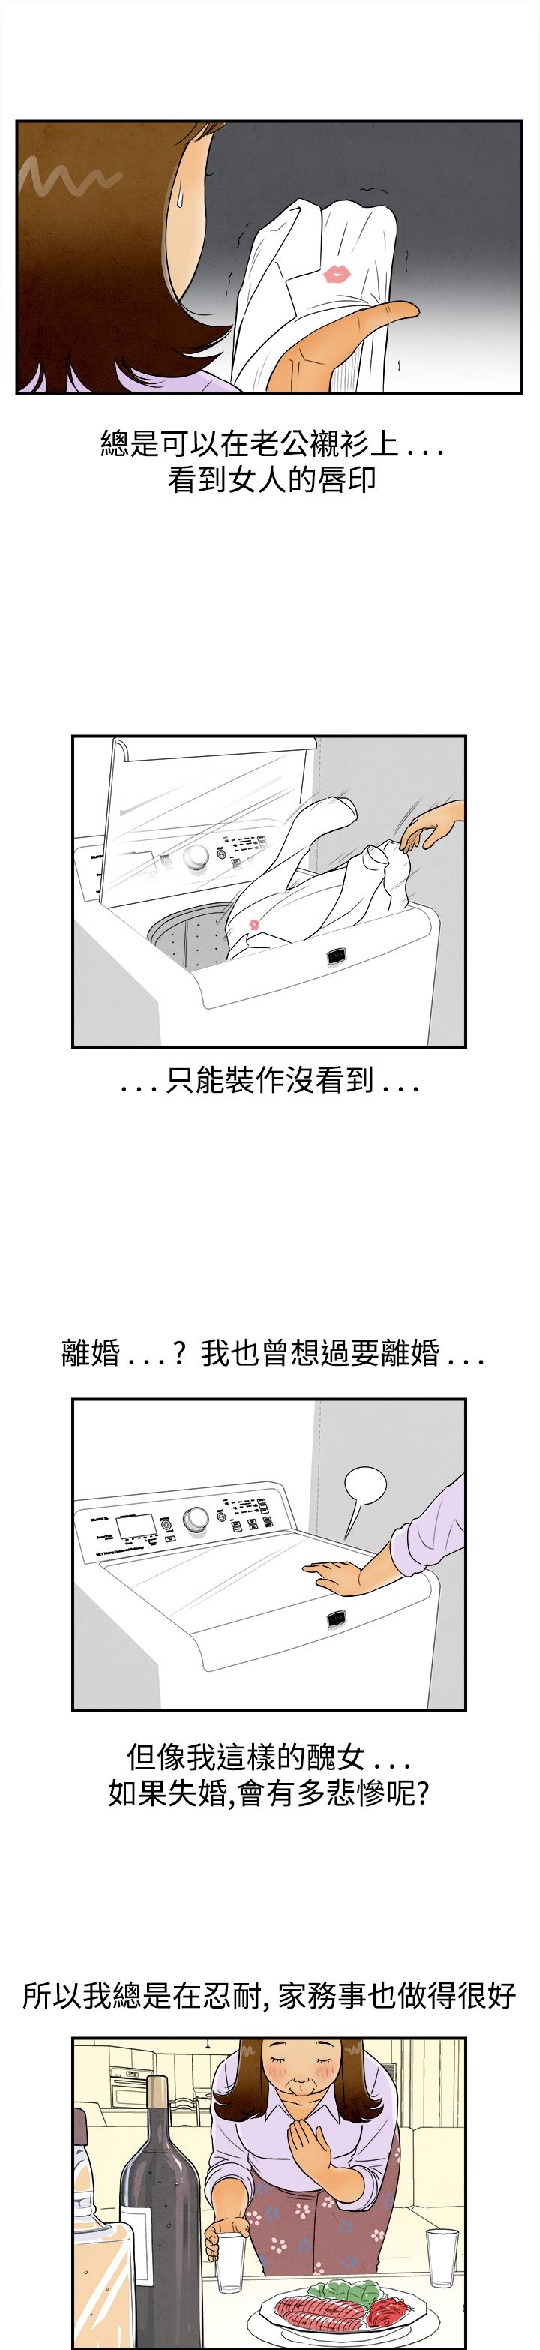 總是可以在老公襯衫上...
看到女人的唇印
...只能裝作沒看到...
離婚...? 我也曾想過要離婚...
但像我這樣的醜女...
如果失婚,會有多悲慘呢?
所以我總是在忍耐, 家務事也做得很好